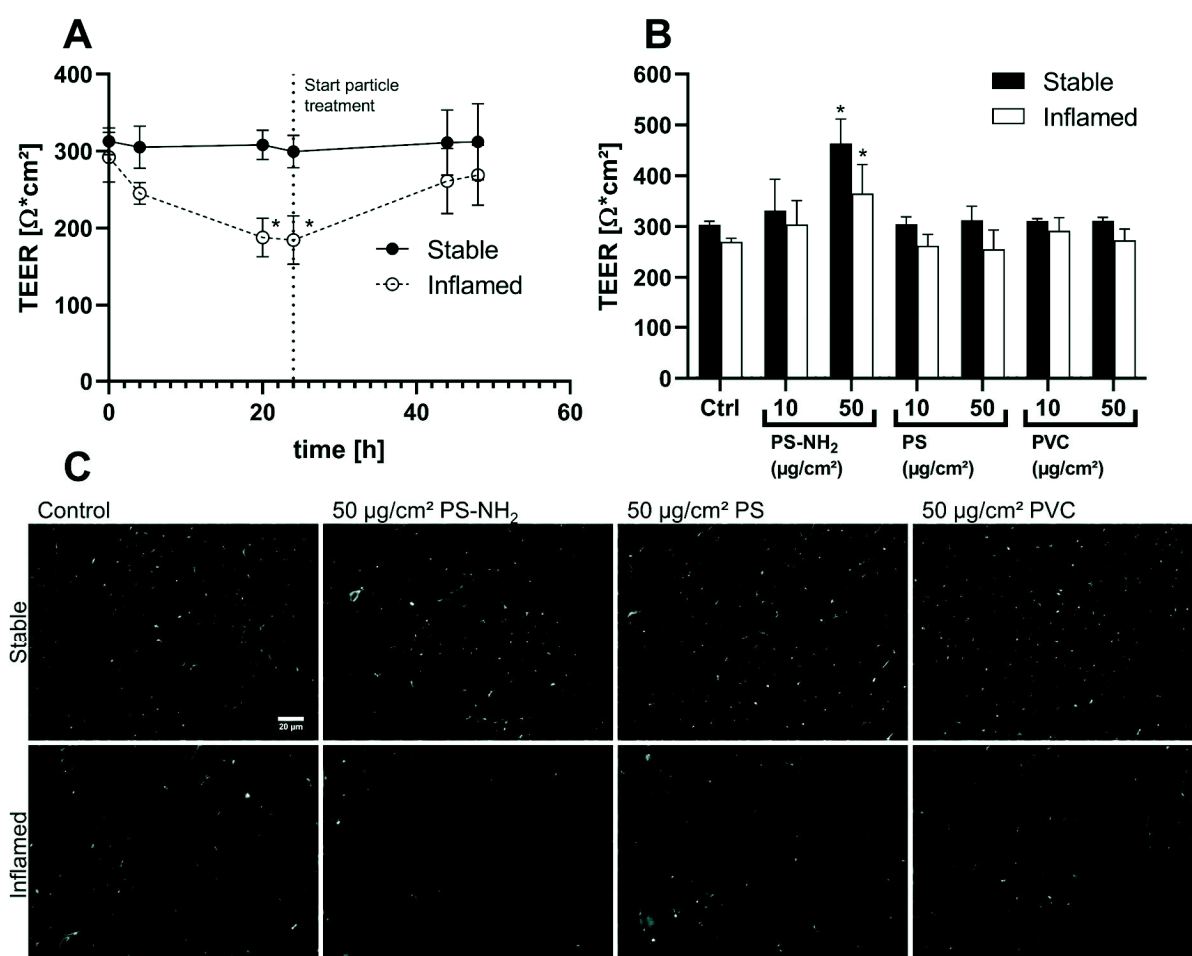 A
TEER [Ω*cm²]
400
300
200
100
0
0
20
40
60
time [h]
Start particle
treatment
*
*
Stable
Inflamed
B
TEER [Ω*cm²]
600
500
400
300
200
100
0
Stable
Inflamed
*
*
Ctrl
10
50
10
50
10
50
PS-NH₂
(µg/cm²)
PS
(µg/cm²)
PVC
(µg/cm²)
C
Control
50 µg/cm² PS-NH₂
50 µg/cm² PS
50 µg/cm² PVC
Stable
20 µm
Inflamed